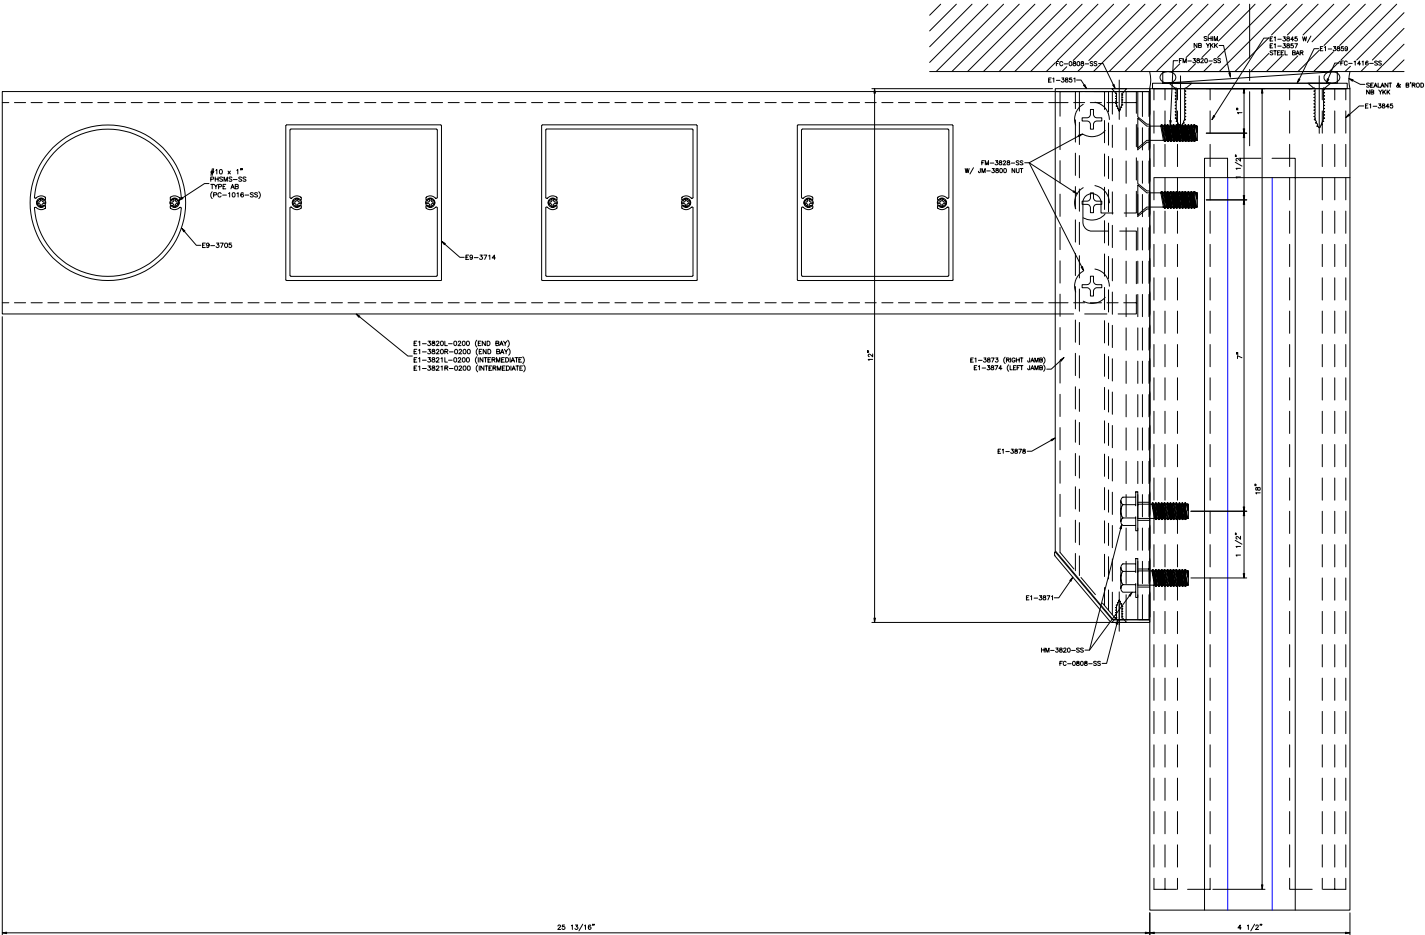 SHIM
NB YKK
E1-3845 W/
E1-3857
STEEL BAR
E1-3859
FM-3820-SS
FC-0808-SS
FC-1416-SS
E1-3851
SEALANT & B'ROD
NB YKK
E1-3845
1"
1/2"
FM-3828-SS
W/ JM-3800 NUT
#10 x 1"
PHSMS-SS
TYPE AB
(PC-1016-SS)
E9-3705
E9-3714
E1-3820L-0200 (END BAY)
E1-3820R-0200 (END BAY)
E1-3821L-0200 (INTERMEDIATE)
E1-3821R-0200 (INTERMEDIATE)
12"
E1-3873 (RIGHT JAMB)
E1-3874 (LEFT JAMB)
7"
E1-3878
18"
1 1/2"
E1-3871
HM-3820-SS
FC-0808-SS
25 13/16"
4 1/2"